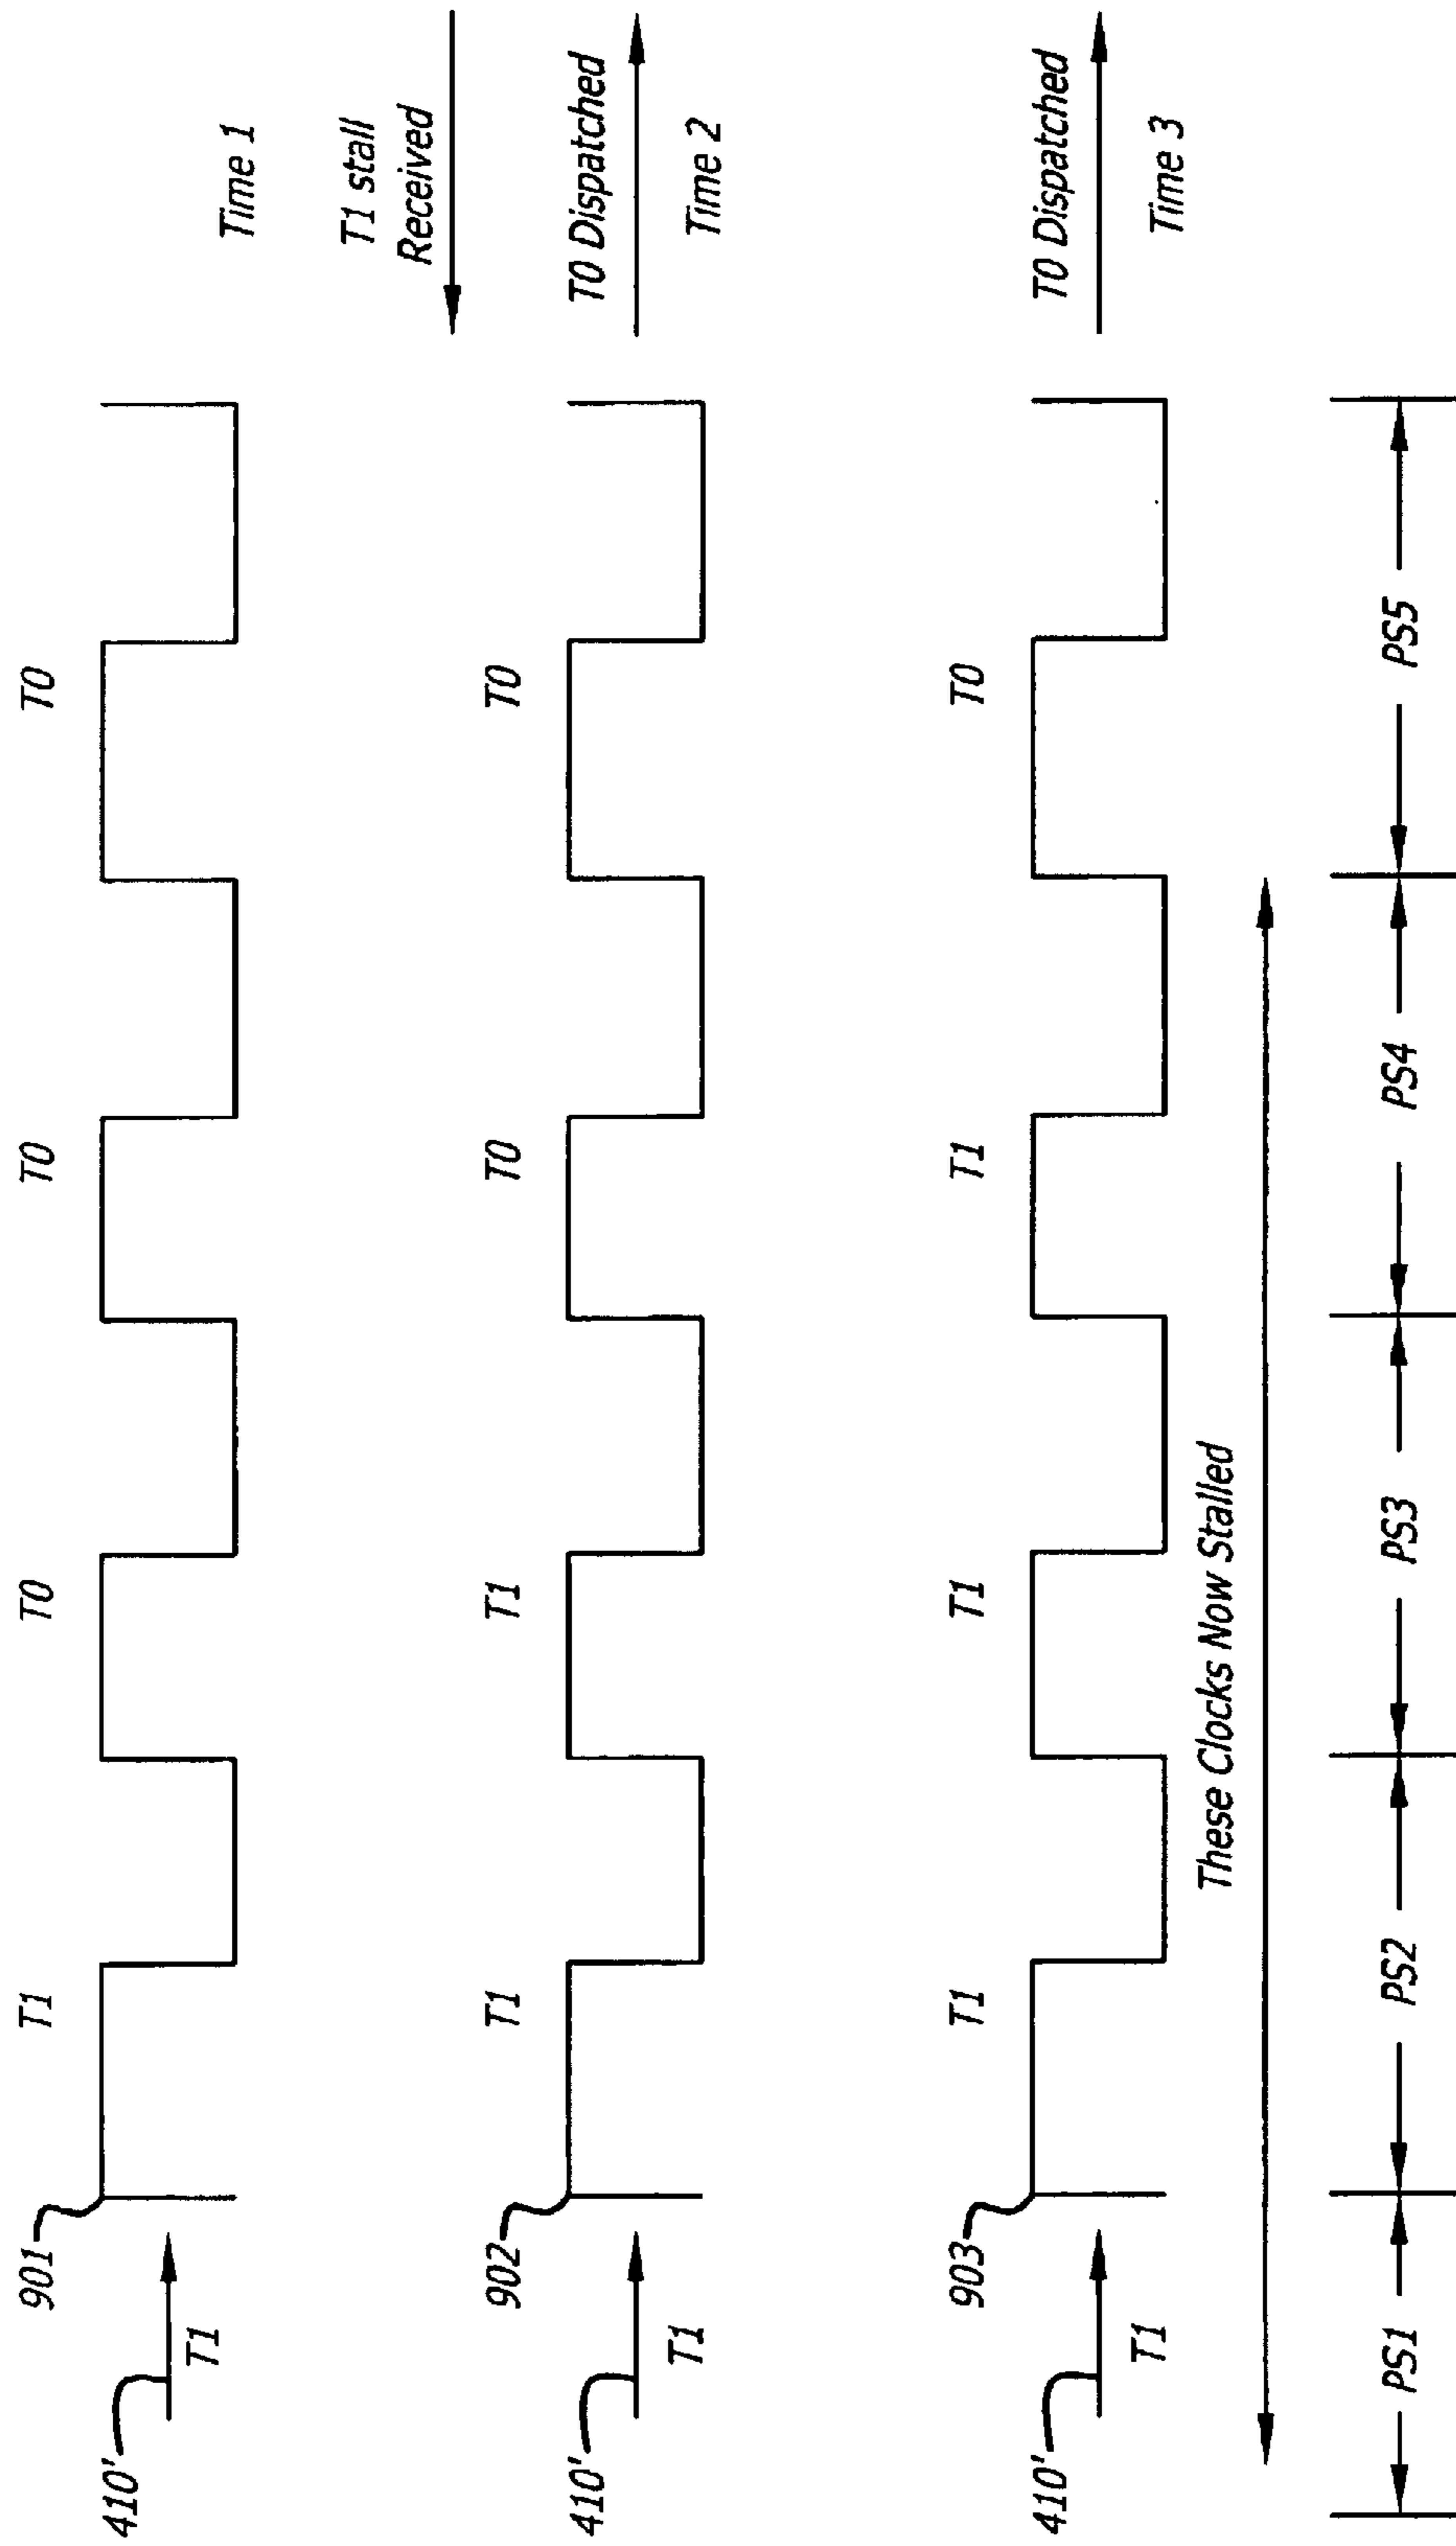 410'
T1
901
T1
T0
T0
T0
Time 1
T1 stall
Received
410'
T1
902
T1
T1
T0
T0
T0 Dispatched
Time 2
410'
T1
903
T1
T1
T1
T0
T0 Dispatched
Time 3
These Clocks Now Stalled
PS1
PS2
PS3
PS4
PS5